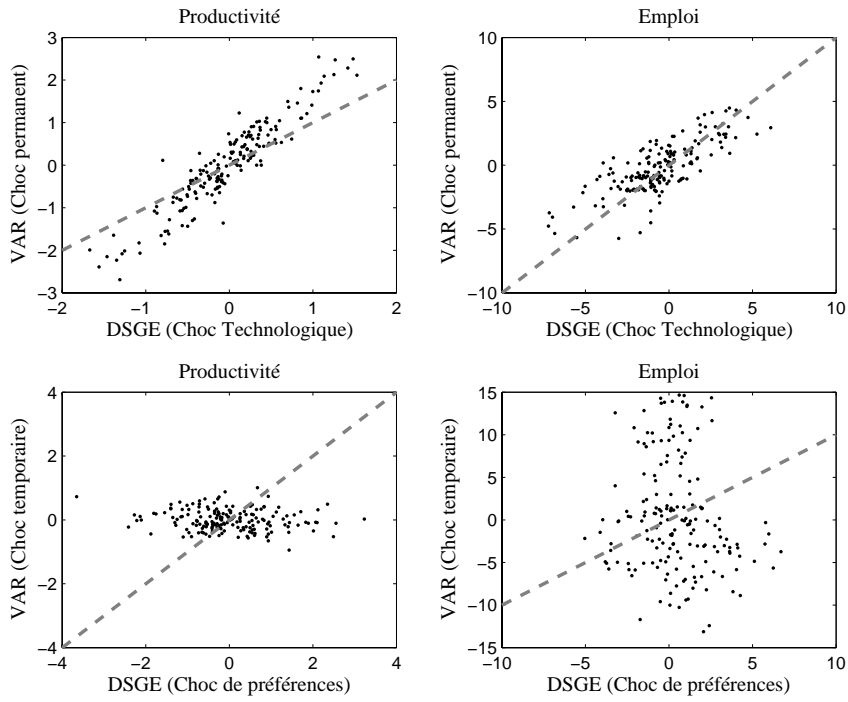 Productivité
3
2
1
0
−1
−2
−3
−2 −1 0 1 2
VAR (Choc permanent)
DSGE (Choc Technologique)
Emploi
10
5
0
−5
−10
−10 −5 0 5 10
VAR (Choc permanent)
DSGE (Choc Technologique)
Productivité
4
2
0
−2
−4
−4 −2 0 2 4
VAR (Choc temporaire)
DSGE (Choc de préférences)
Emploi
15
10
5
0
−5
−10
−15
−10 −5 0 5 10
VAR (Choc temporaire)
DSGE (Choc de préférences)